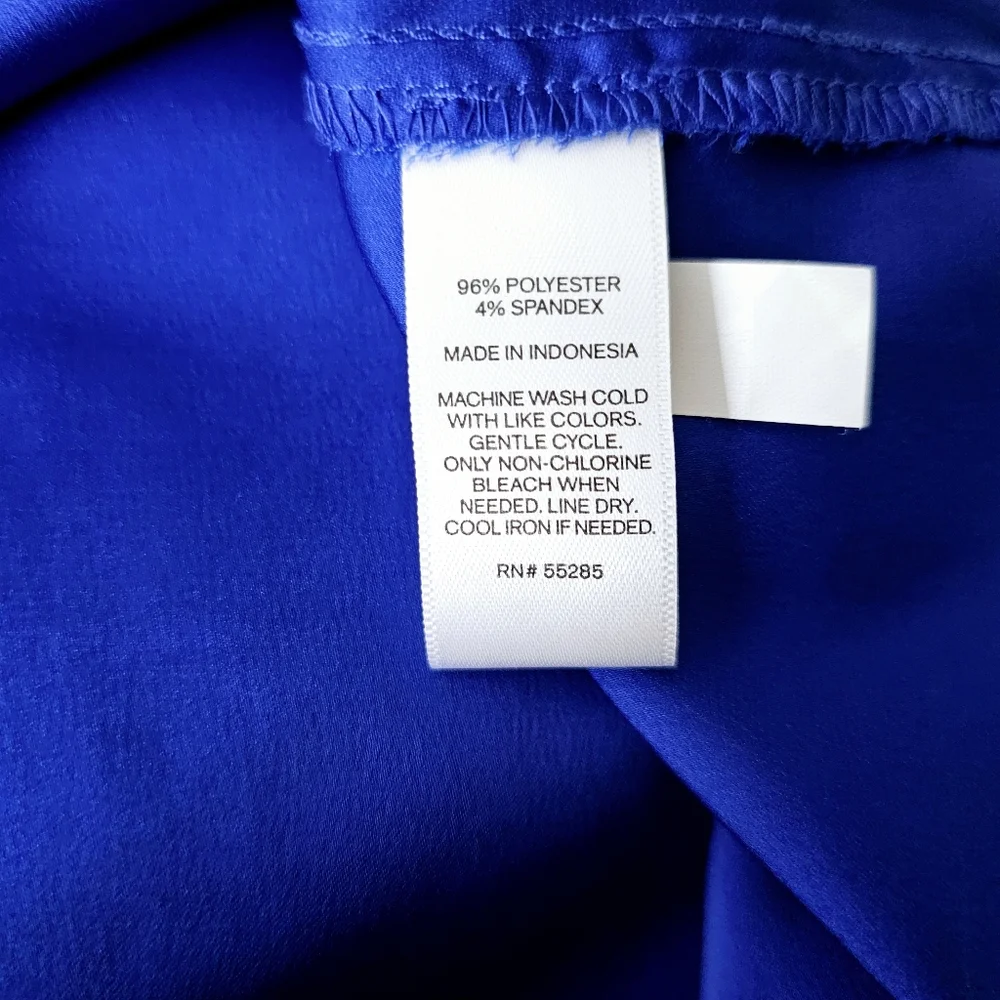 96% POLYESTER
4% SPANDEX
MADE IN INDONESIA
MACHINE WASH COLD
WITH LIKE COLORS.
GENTLE CYCLE.
ONLY NON-CHLORINE
BLEACH WHEN
NEEDED. LINE DRY.
COOL IRON IF NEEDED.
RN# 55285